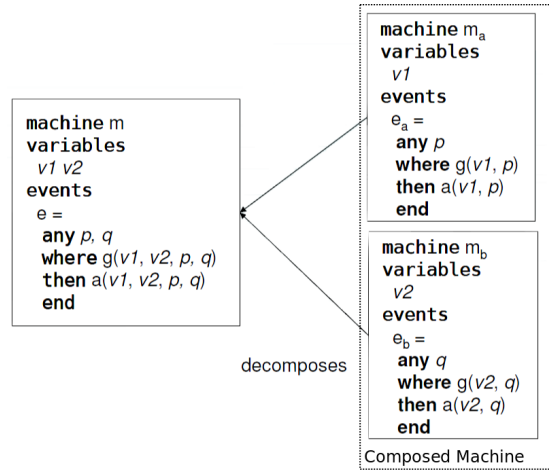 machine m
variables
v1 v2
events
e =
any p, q
where g(v1, v2, p, q)
then a(v1, v2, p, q)
end
decomposes
machine mₐ
variables
v1
events
eₐ =
any p
where g(v1, p)
then a(v1, p)
end
machine m_b
variables
v2
events
e_b =
any q
where g(v2, q)
then a(v2, q)
end
Composed Machine